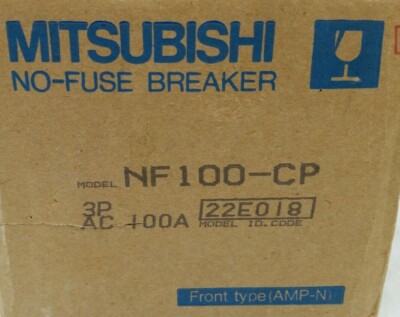 MITSUBISHI
NO-FUSE BREAKER
MODEL NF100-CP
3P 22E018
AC 100A MODEL ID.CODE
Front type(AMP-N)